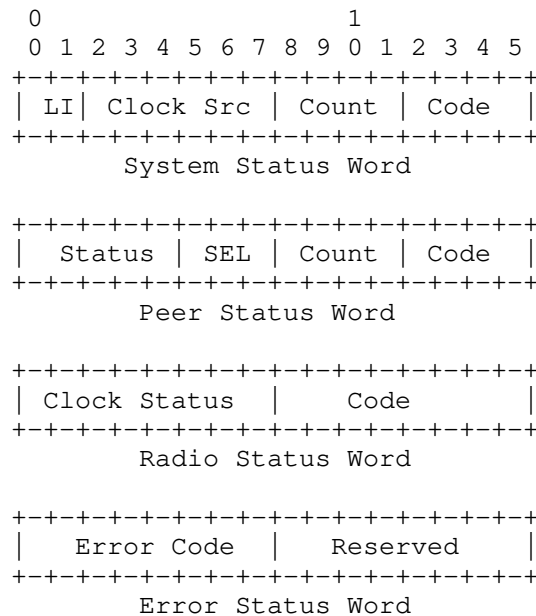 0                   1
0 1 2 3 4 5 6 7 8 9 0 1 2 3 4 5
+-+-+-+-+-+-+-+-+-+-+-+-+-+-+-+-+
| LI| Clock Src | Count | Code |
+-+-+-+-+-+-+-+-+-+-+-+-+-+-+-+-+
System Status Word
+-+-+-+-+-+-+-+-+-+-+-+-+-+-+-+-+
| Status | SEL | Count | Code |
+-+-+-+-+-+-+-+-+-+-+-+-+-+-+-+-+
Peer Status Word
+-+-+-+-+-+-+-+-+-+-+-+-+-+-+-+-+
| Clock Status | Code |
+-+-+-+-+-+-+-+-+-+-+-+-+-+-+-+-+
Radio Status Word
+-+-+-+-+-+-+-+-+-+-+-+-+-+-+-+-+
| Error Code | Reserved |
+-+-+-+-+-+-+-+-+-+-+-+-+-+-+-+-+
Error Status Word